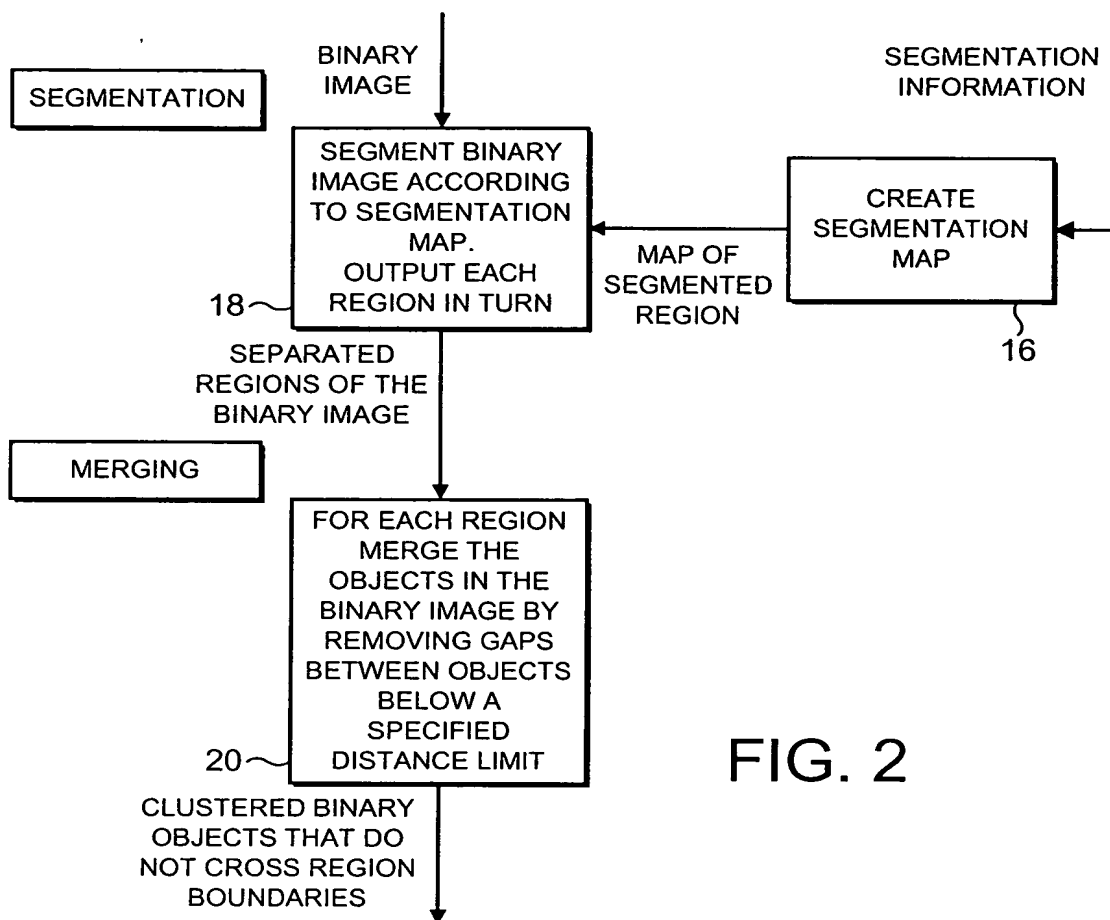 BINARY
IMAGE
SEGMENTATION
INFORMATION
SEGMENTATION
SEGMENT BINARY
IMAGE ACCORDING
TO SEGMENTATION
MAP.
OUTPUT EACH
REGION IN TURN
18
CREATE
SEGMENTATION
MAP
16
MAP OF
SEGMENTED
REGION
SEPARATED
REGIONS OF THE
BINARY IMAGE
MERGING
FOR EACH REGION
MERGE THE
OBJECTS IN THE
BINARY IMAGE BY
REMOVING GAPS
BETWEEN OBJECTS
BELOW A
SPECIFIED
DISTANCE LIMIT
20
FIG. 2
CLUSTERED BINARY
OBJECTS THAT DO
NOT CROSS REGION
BOUNDARIES